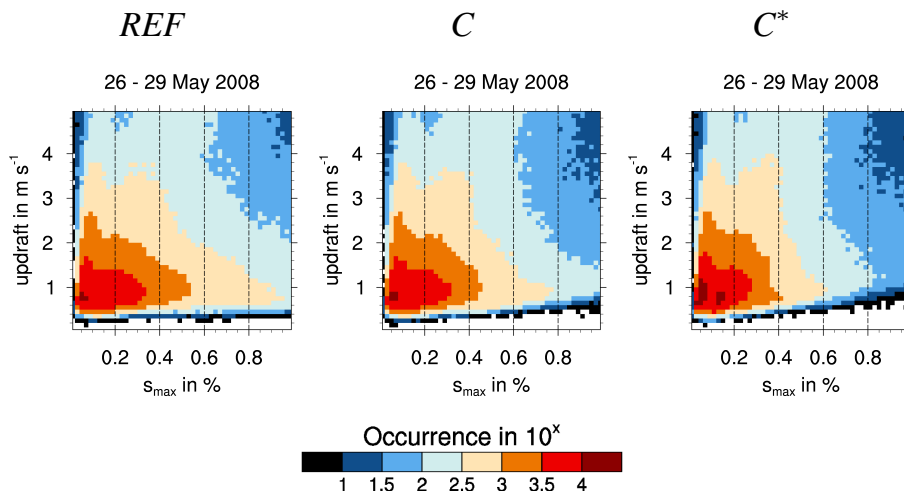 REF C C*
26 - 29 May 2008 26 - 29 May 2008 26 - 29 May 2008
updraft in m s⁻¹ updraft in m s⁻¹ updraft in m s⁻¹
4 4 4
3 3 3
2 2 2
1 1 1
0.2 0.4 0.6 0.8 0.2 0.4 0.6 0.8 0.2 0.4 0.6 0.8
s_max in % s_max in % s_max in %
Occurrence in 10ˣ
1 1.5 2 2.5 3 3.5 4